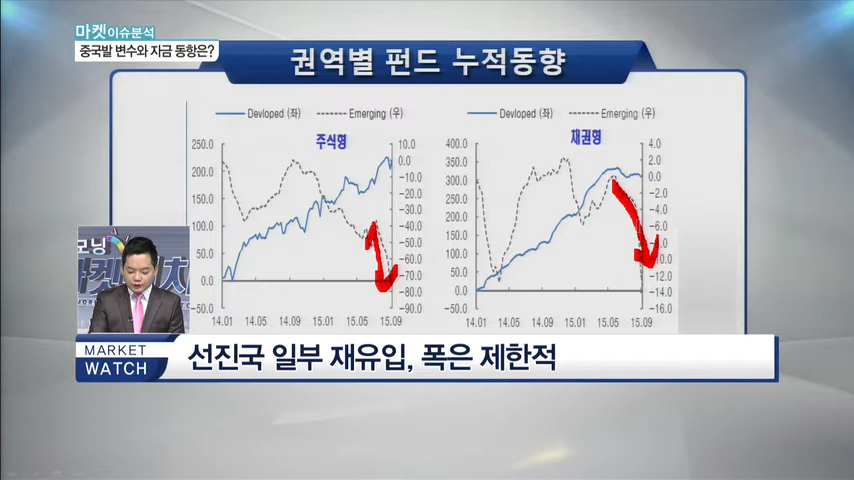 마켓이슈분석
중국발 변수와 자금 동향은?
권역별 펀드 누적동향
Devloped (좌) Emerging (우)
주식형
250.0
200.0
150.0
100.0
50.0
0.0
-50.0
0.0
-10.0
-20.0
-30.0
-40.0
-50.0
-60.0
-70.0
-80.0
-90.0
14.01 14.05 14.09 15.01 15.05 15.09
Devloped (좌) Emerging (우)
채권형
400.0
350.0
300.0
250.0
200.0
150.0
100.0
50.0
0.0
-50.0
4.0
2.0
0.0
-2.0
-4.0
-6.0
-8.0
-10.0
-12.0
-14.0
-16.0
14.01 14.05 14.09 15.01 15.05 15.09
모닝
MARKET
WATCH
선진국 일부 재유입, 폭은 제한적